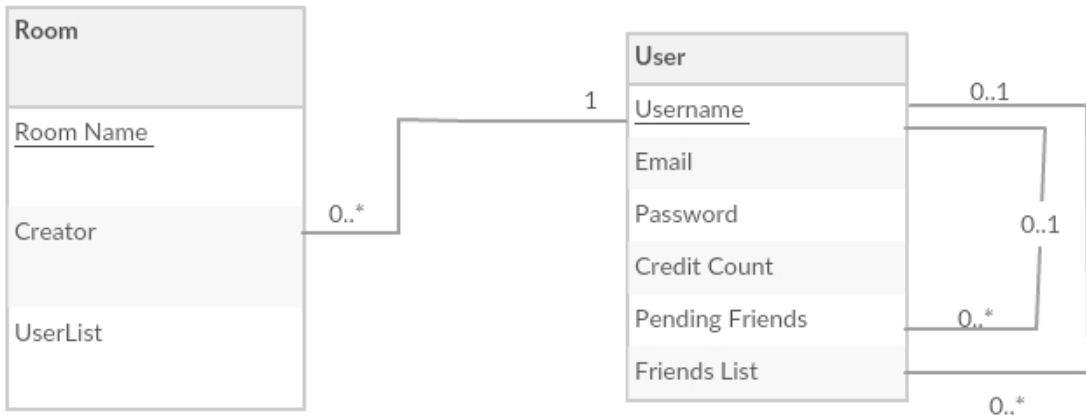 Room
Room Name
Creator
UserList
0..*
1
User
Username
Email
Password
Credit Count
Pending Friends
Friends List
0..1
0..1
0..*
0..*